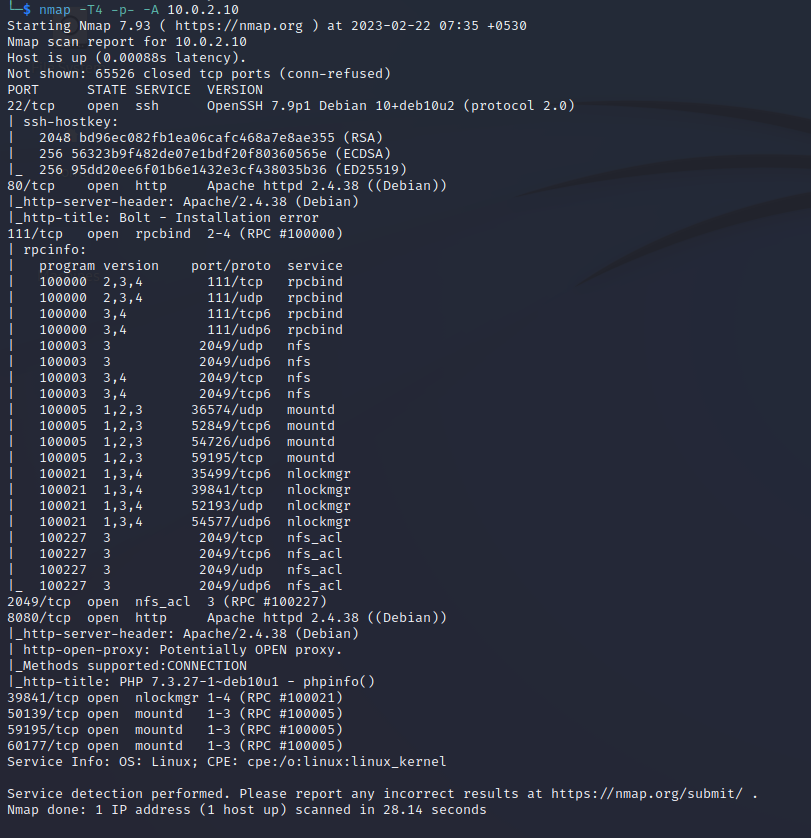 └─$ nmap -T4 -p- -A 10.0.2.10
Starting Nmap 7.93 ( https://nmap.org ) at 2023-02-22 07:35 +0530
Nmap scan report for 10.0.2.10
Host is up (0.00088s latency).
Not shown: 65526 closed tcp ports (conn-refused)
PORT      STATE SERVICE  VERSION
22/tcp    open  ssh      OpenSSH 7.9p1 Debian 10+deb10u2 (protocol 2.0)
| ssh-hostkey:
|   2048 bd96ec082fb1ea06cafc468a7e8ae355 (RSA)
|   256 56323b9f482de07e1bdf20f80360565e (ECDSA)
|_  256 95dd20ee6f01b6e1432e3cf438035b36 (ED25519)
80/tcp    open  http     Apache httpd 2.4.38 ((Debian))
|_http-server-header: Apache/2.4.38 (Debian)
|_http-title: Bolt - Installation error
111/tcp   open  rpcbind  2-4 (RPC #100000)
| rpcinfo:
|   program version    port/proto  service
|   100000  2,3,4        111/tcp   rpcbind
|   100000  2,3,4        111/udp   rpcbind
|   100000  3,4          111/tcp6  rpcbind
|   100000  3,4          111/udp6  rpcbind
|   100003  3           2049/udp   nfs
|   100003  3           2049/udp6  nfs
|   100003  3,4         2049/tcp   nfs
|   100003  3,4         2049/tcp6  nfs
|   100005  1,2,3      36574/udp   mountd
|   100005  1,2,3      52849/tcp6  mountd
|   100005  1,2,3      54726/udp6  mountd
|   100005  1,2,3      59195/tcp   mountd
|   100021  1,3,4      35499/tcp6  nlockmgr
|   100021  1,3,4      39841/tcp   nlockmgr
|   100021  1,3,4      52193/udp   nlockmgr
|   100021  1,3,4      54577/udp6  nlockmgr
|   100227  3           2049/tcp   nfs_acl
|   100227  3           2049/tcp6  nfs_acl
|   100227  3           2049/udp   nfs_acl
|_  100227  3           2049/udp6  nfs_acl
2049/tcp  open  nfs_acl  3 (RPC #100227)
8080/tcp  open  http     Apache httpd 2.4.38 ((Debian))
|_http-server-header: Apache/2.4.38 (Debian)
| http-open-proxy: Potentially OPEN proxy.
|_Methods supported:CONNECTION
|_http-title: PHP 7.3.27-1~deb10u1 - phpinfo()
39841/tcp open  nlockmgr 1-4 (RPC #100021)
50139/tcp open  mountd   1-3 (RPC #100005)
59195/tcp open  mountd   1-3 (RPC #100005)
60177/tcp open  mountd   1-3 (RPC #100005)
Service Info: OS: Linux; CPE: cpe:/o:linux:linux_kernel

Service detection performed. Please report any incorrect results at https://nmap.org/submit/ .
Nmap done: 1 IP address (1 host up) scanned in 28.14 seconds